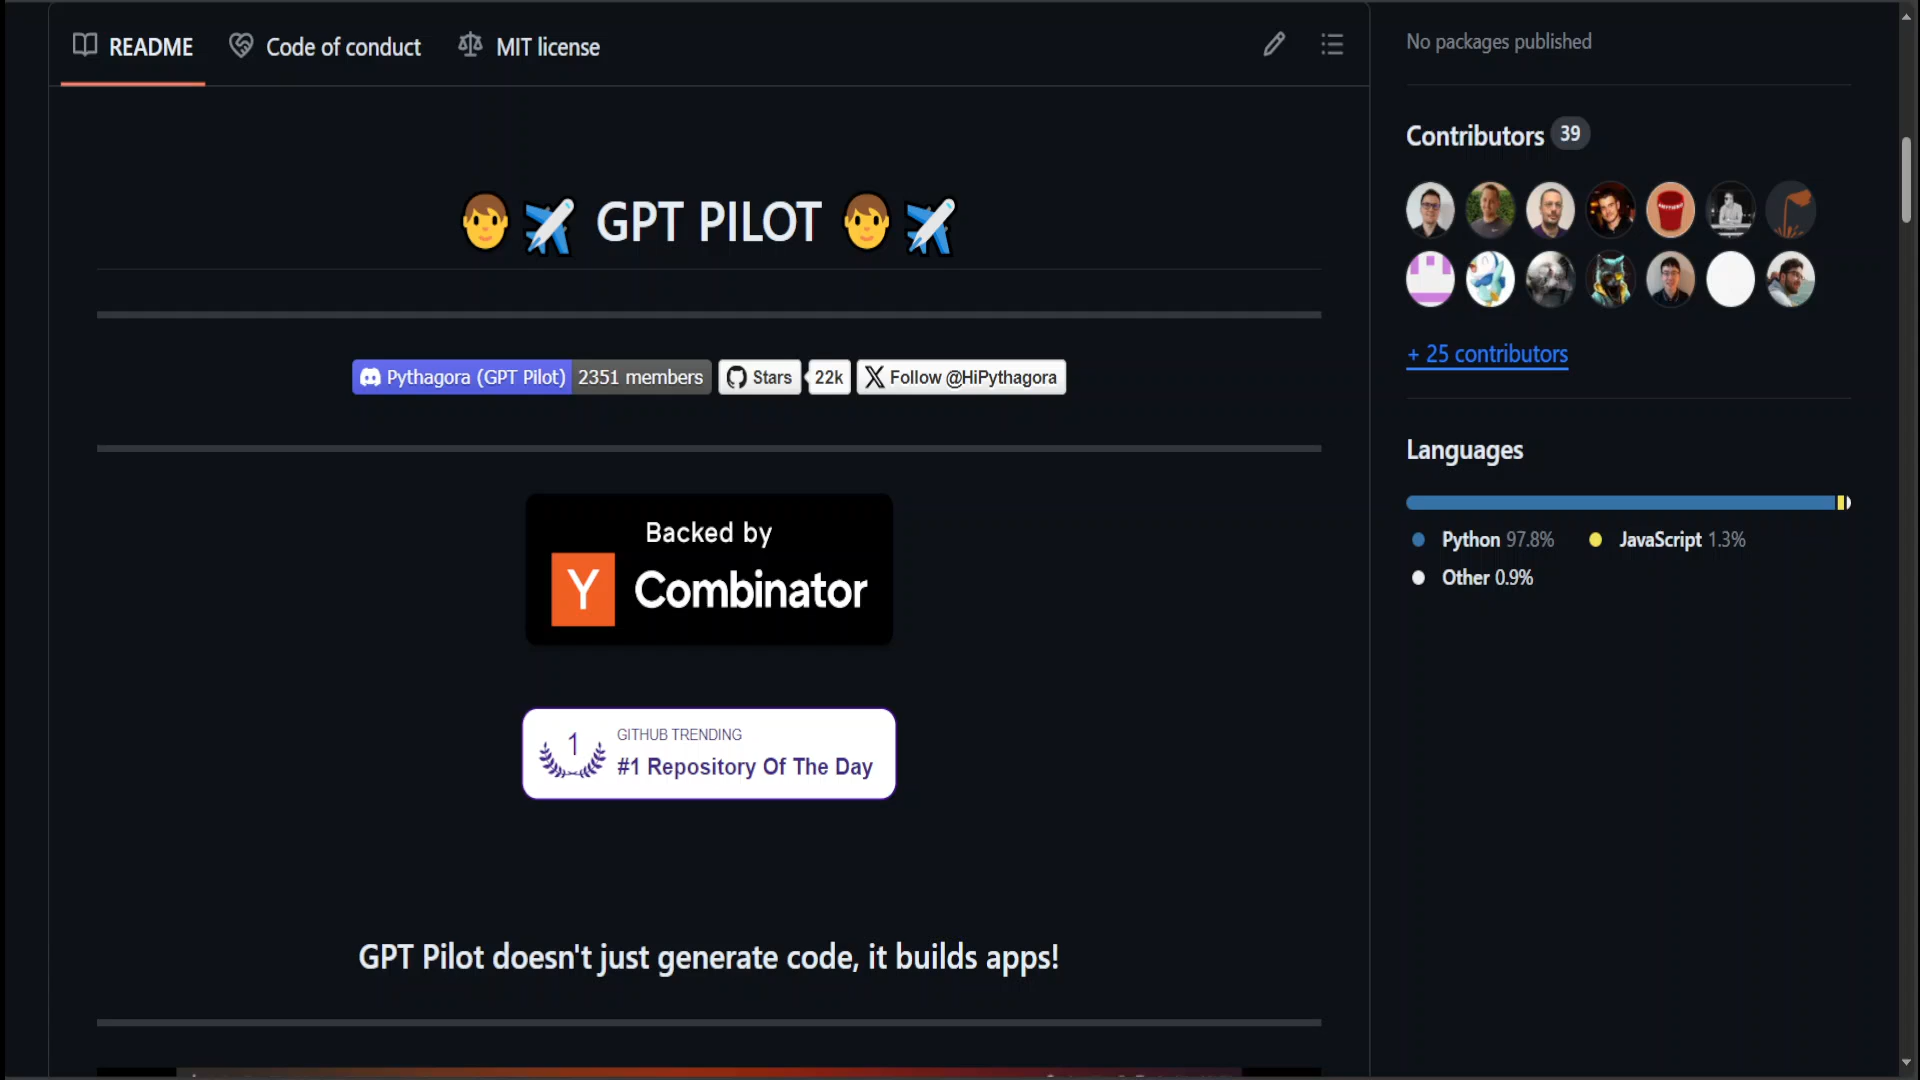 README
Code of conduct
MIT license
GPT PILOT
Pythagora (GPT Pilot) 2351 members
Stars 22k
Follow @HiPythagora
Backed by
Y Combinator
1
GITHUB TRENDING
#1 Repository Of The Day
GPT Pilot doesn't just generate code, it builds apps!
No packages published
Contributors 39
+ 25 contributors
Languages
Python 97.8%
JavaScript 1.3%
Other 0.9%